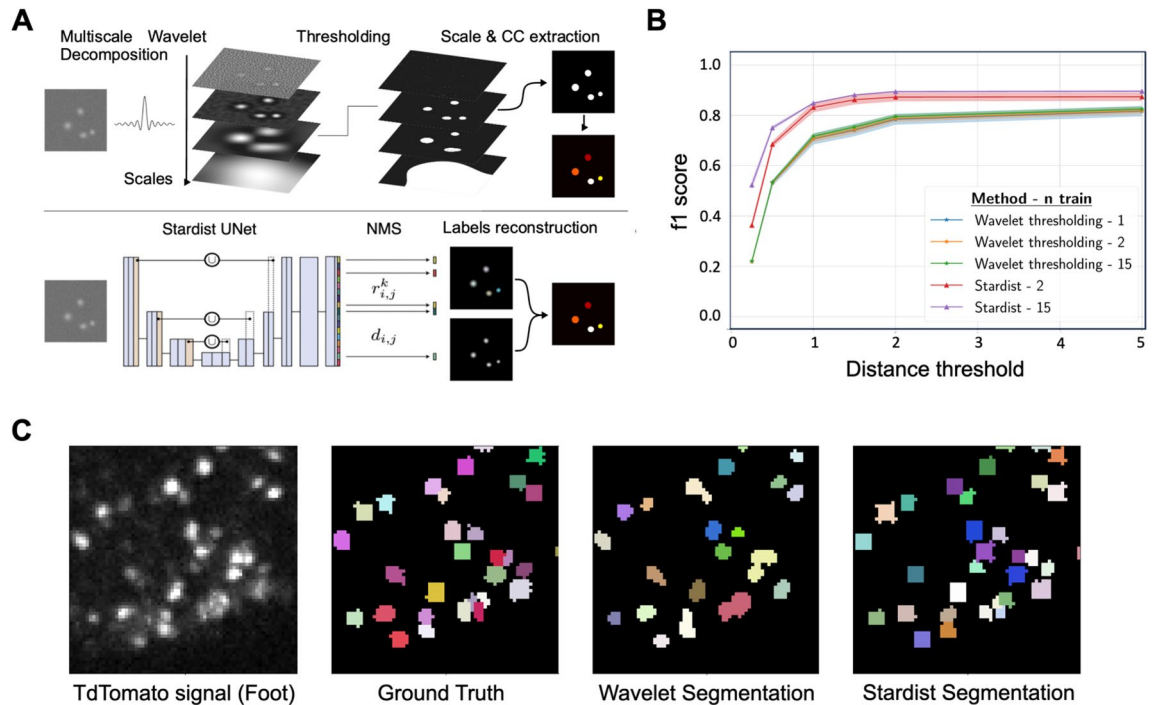 A
Multiscale Wavelet
Decomposition
Thresholding
Scale & CC extraction
Scales
Stardist UNet
NMS
Labels reconstruction
U
U
U
r^k_{i,j}
d_{i,j}
B
f1 score
1.0
0.8
0.6
0.4
0.2
0.0
0
1
2
3
4
5
Distance threshold
Method - n train
Wavelet thresholding - 1
Wavelet thresholding - 2
Wavelet thresholding - 15
Stardist - 2
Stardist - 15
C
TdTomato signal (Foot)
Ground Truth
Wavelet Segmentation
Stardist Segmentation